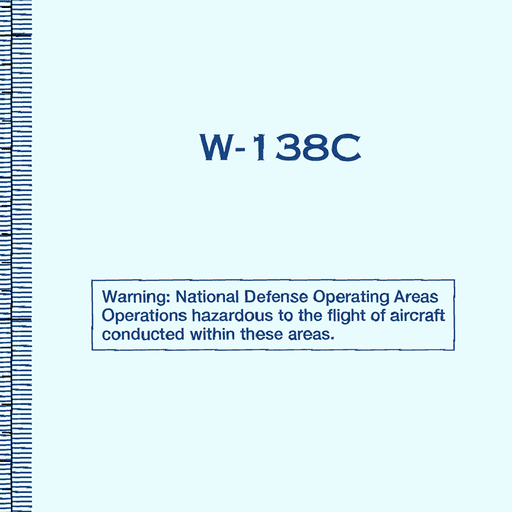 W-138C
Warning: National Defense Operating Areas
Operations hazardous to the flight of aircraft
conducted within these areas.